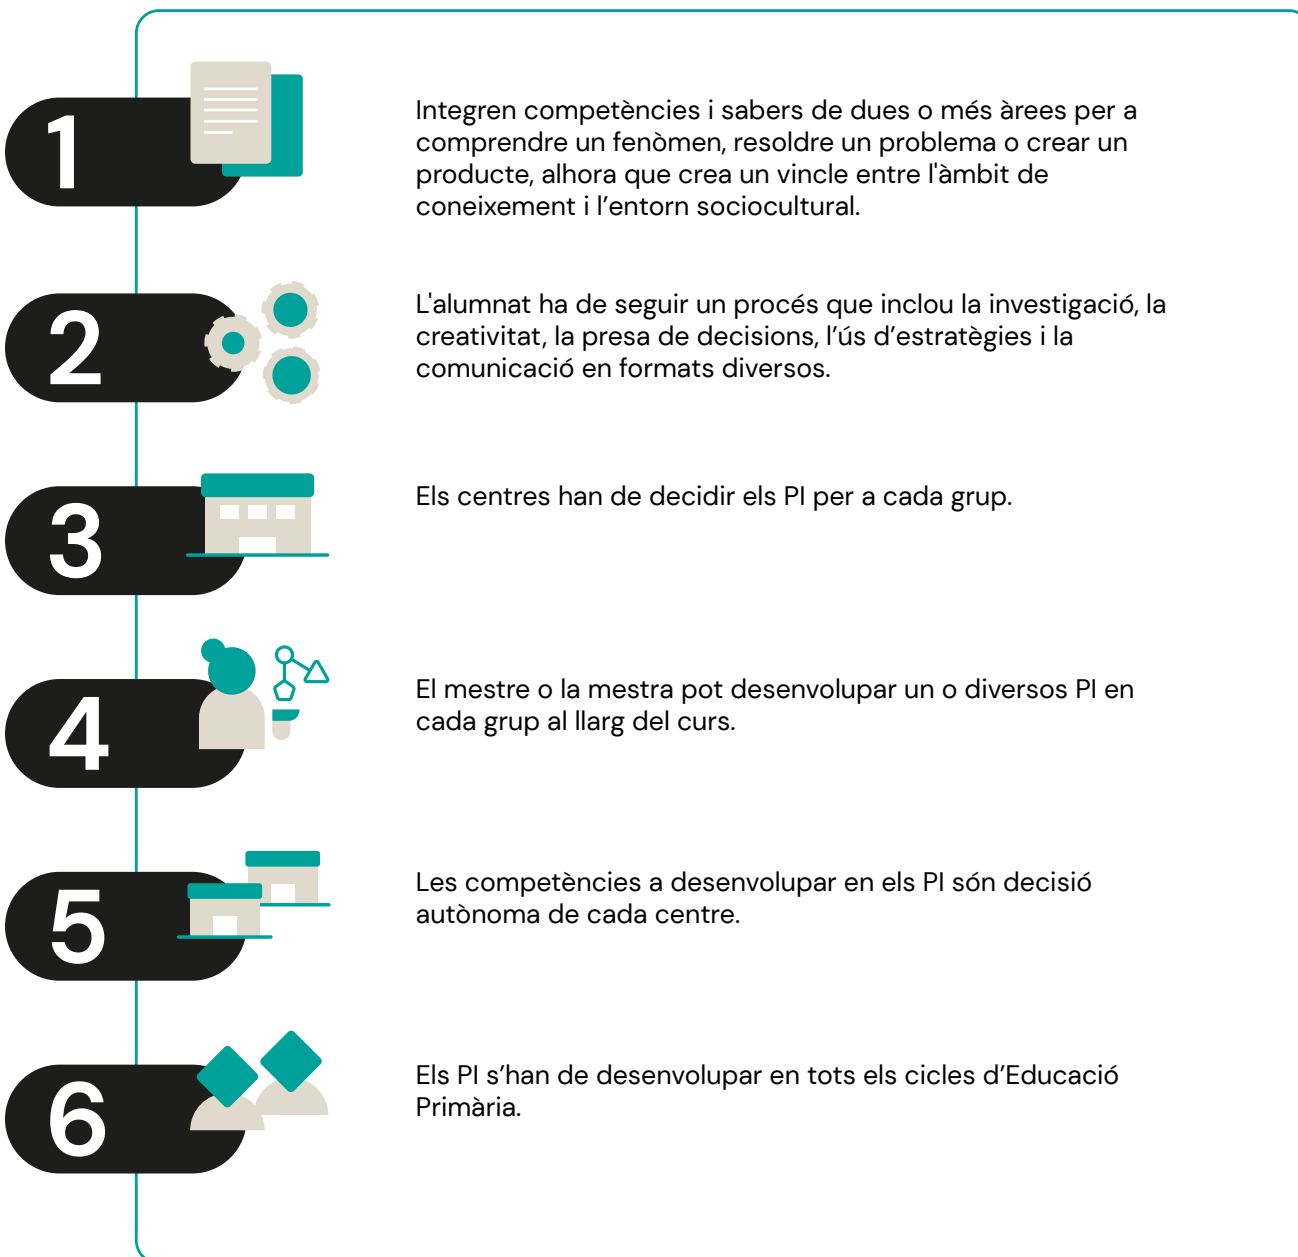 1
Integren competències i sabers de dues o més àrees per a
comprendre un fenòmen, resoldre un problema o crear un
producte, alhora que crea un vincle entre l'àmbit de
coneixement i l’entorn sociocultural.
2
L'alumnat ha de seguir un procés que inclou la investigació, la
creativitat, la presa de decisions, l’ús d’estratègies i la
comunicació en formats diversos.
3
Els centres han de decidir els PI per a cada grup.
4
El mestre o la mestra pot desenvolupar un o diversos PI en
cada grup al llarg del curs.
5
Les competències a desenvolupar en els PI són decisió
autònoma de cada centre.
6
Els PI s’han de desenvolupar en tots els cicles d’Educació
Primària.